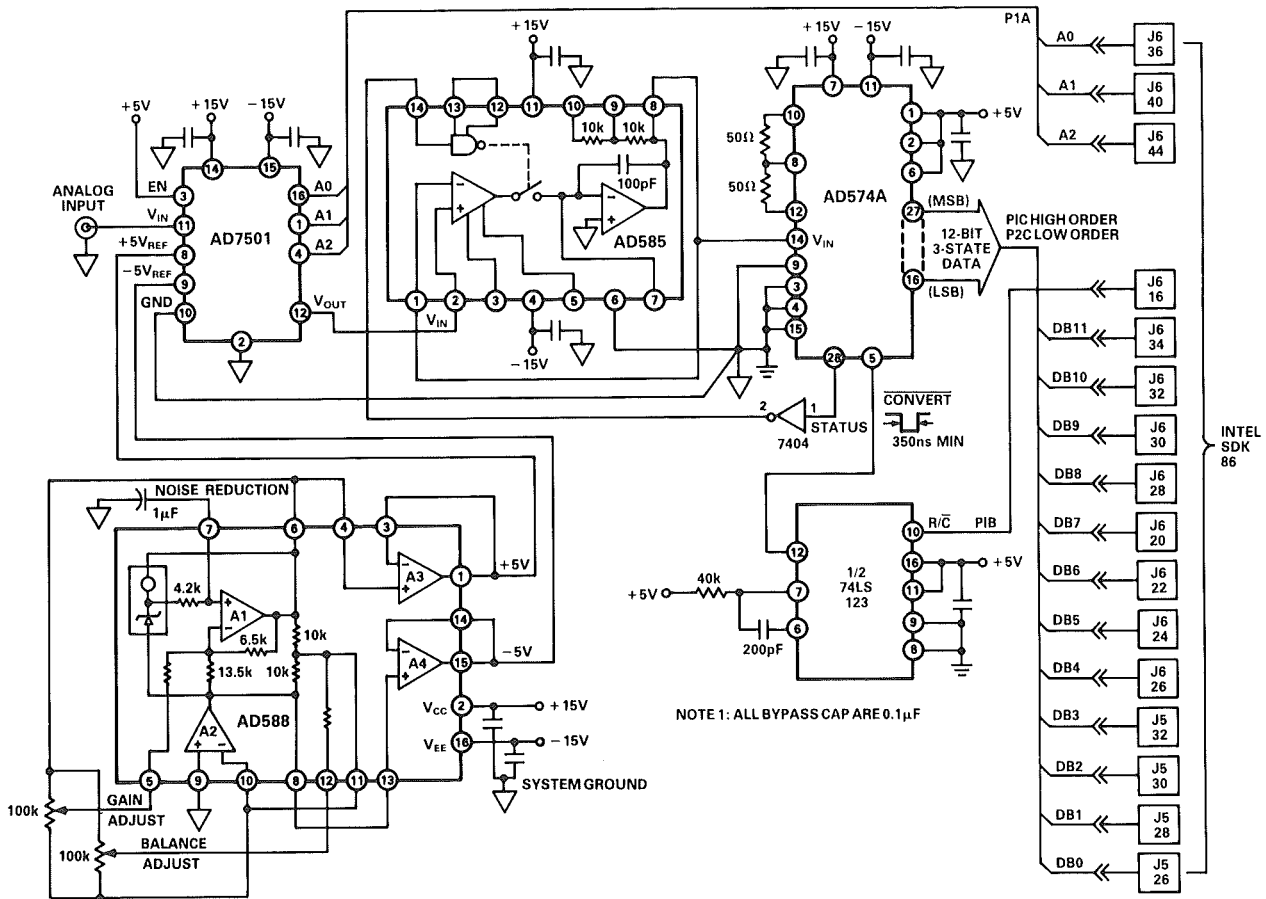 P1A
A0
J6
36
A1
J6
40
A2
J6
44
+5V
+15V
-15V
14
15
EN
3
ANALOG
INPUT
VIN
11
+5VREF
8
-5VREF
9
GND
10
AD7501
16
A0
1
A1
4
A2
12
VOUT
2
+15V
14
13
12
11
10
9
8
10k
10k
100pF
AD585
1
2
3
4
5
6
7
VIN
-15V
+15V
-15V
7
11
10
50Ω
8
50Ω
12
14
VIN
9
3
4
15
28
5
AD574A
1
2
6
+5V
27
(MSB)
16
(LSB)
12-BIT
3-STATE
DATA
PIC HIGH ORDER
P2C LOW ORDER
2
1
7404
STATUS
CONVERT
350ns MIN
J6
16
DB11
J6
34
DB10
J6
32
DB9
J6
30
DB8
J6
28
DB7
J6
20
DB6
J6
22
DB5
J6
24
DB4
J6
26
DB3
J5
32
DB2
J5
30
DB1
J5
28
DB0
J5
26
INTEL
SDK
86
NOISE REDUCTION
1µF
7
6
4
3
4.2k
A1
6.5k
10k
13.5k
10k
A2
AD588
A3
1
+5V
14
A4
15
-5V
VCC
2
+15V
VEE
16
-15V
SYSTEM GROUND
5
9
10
8
12
11
13
100k
GAIN
ADJUST
100k
BALANCE
ADJUST
12
7
6
+5V
40k
200pF
1/2
74LS
123
10
R/C
PIB
16
+5V
11
9
8
NOTE 1: ALL BYPASS CAP ARE 0.1µF